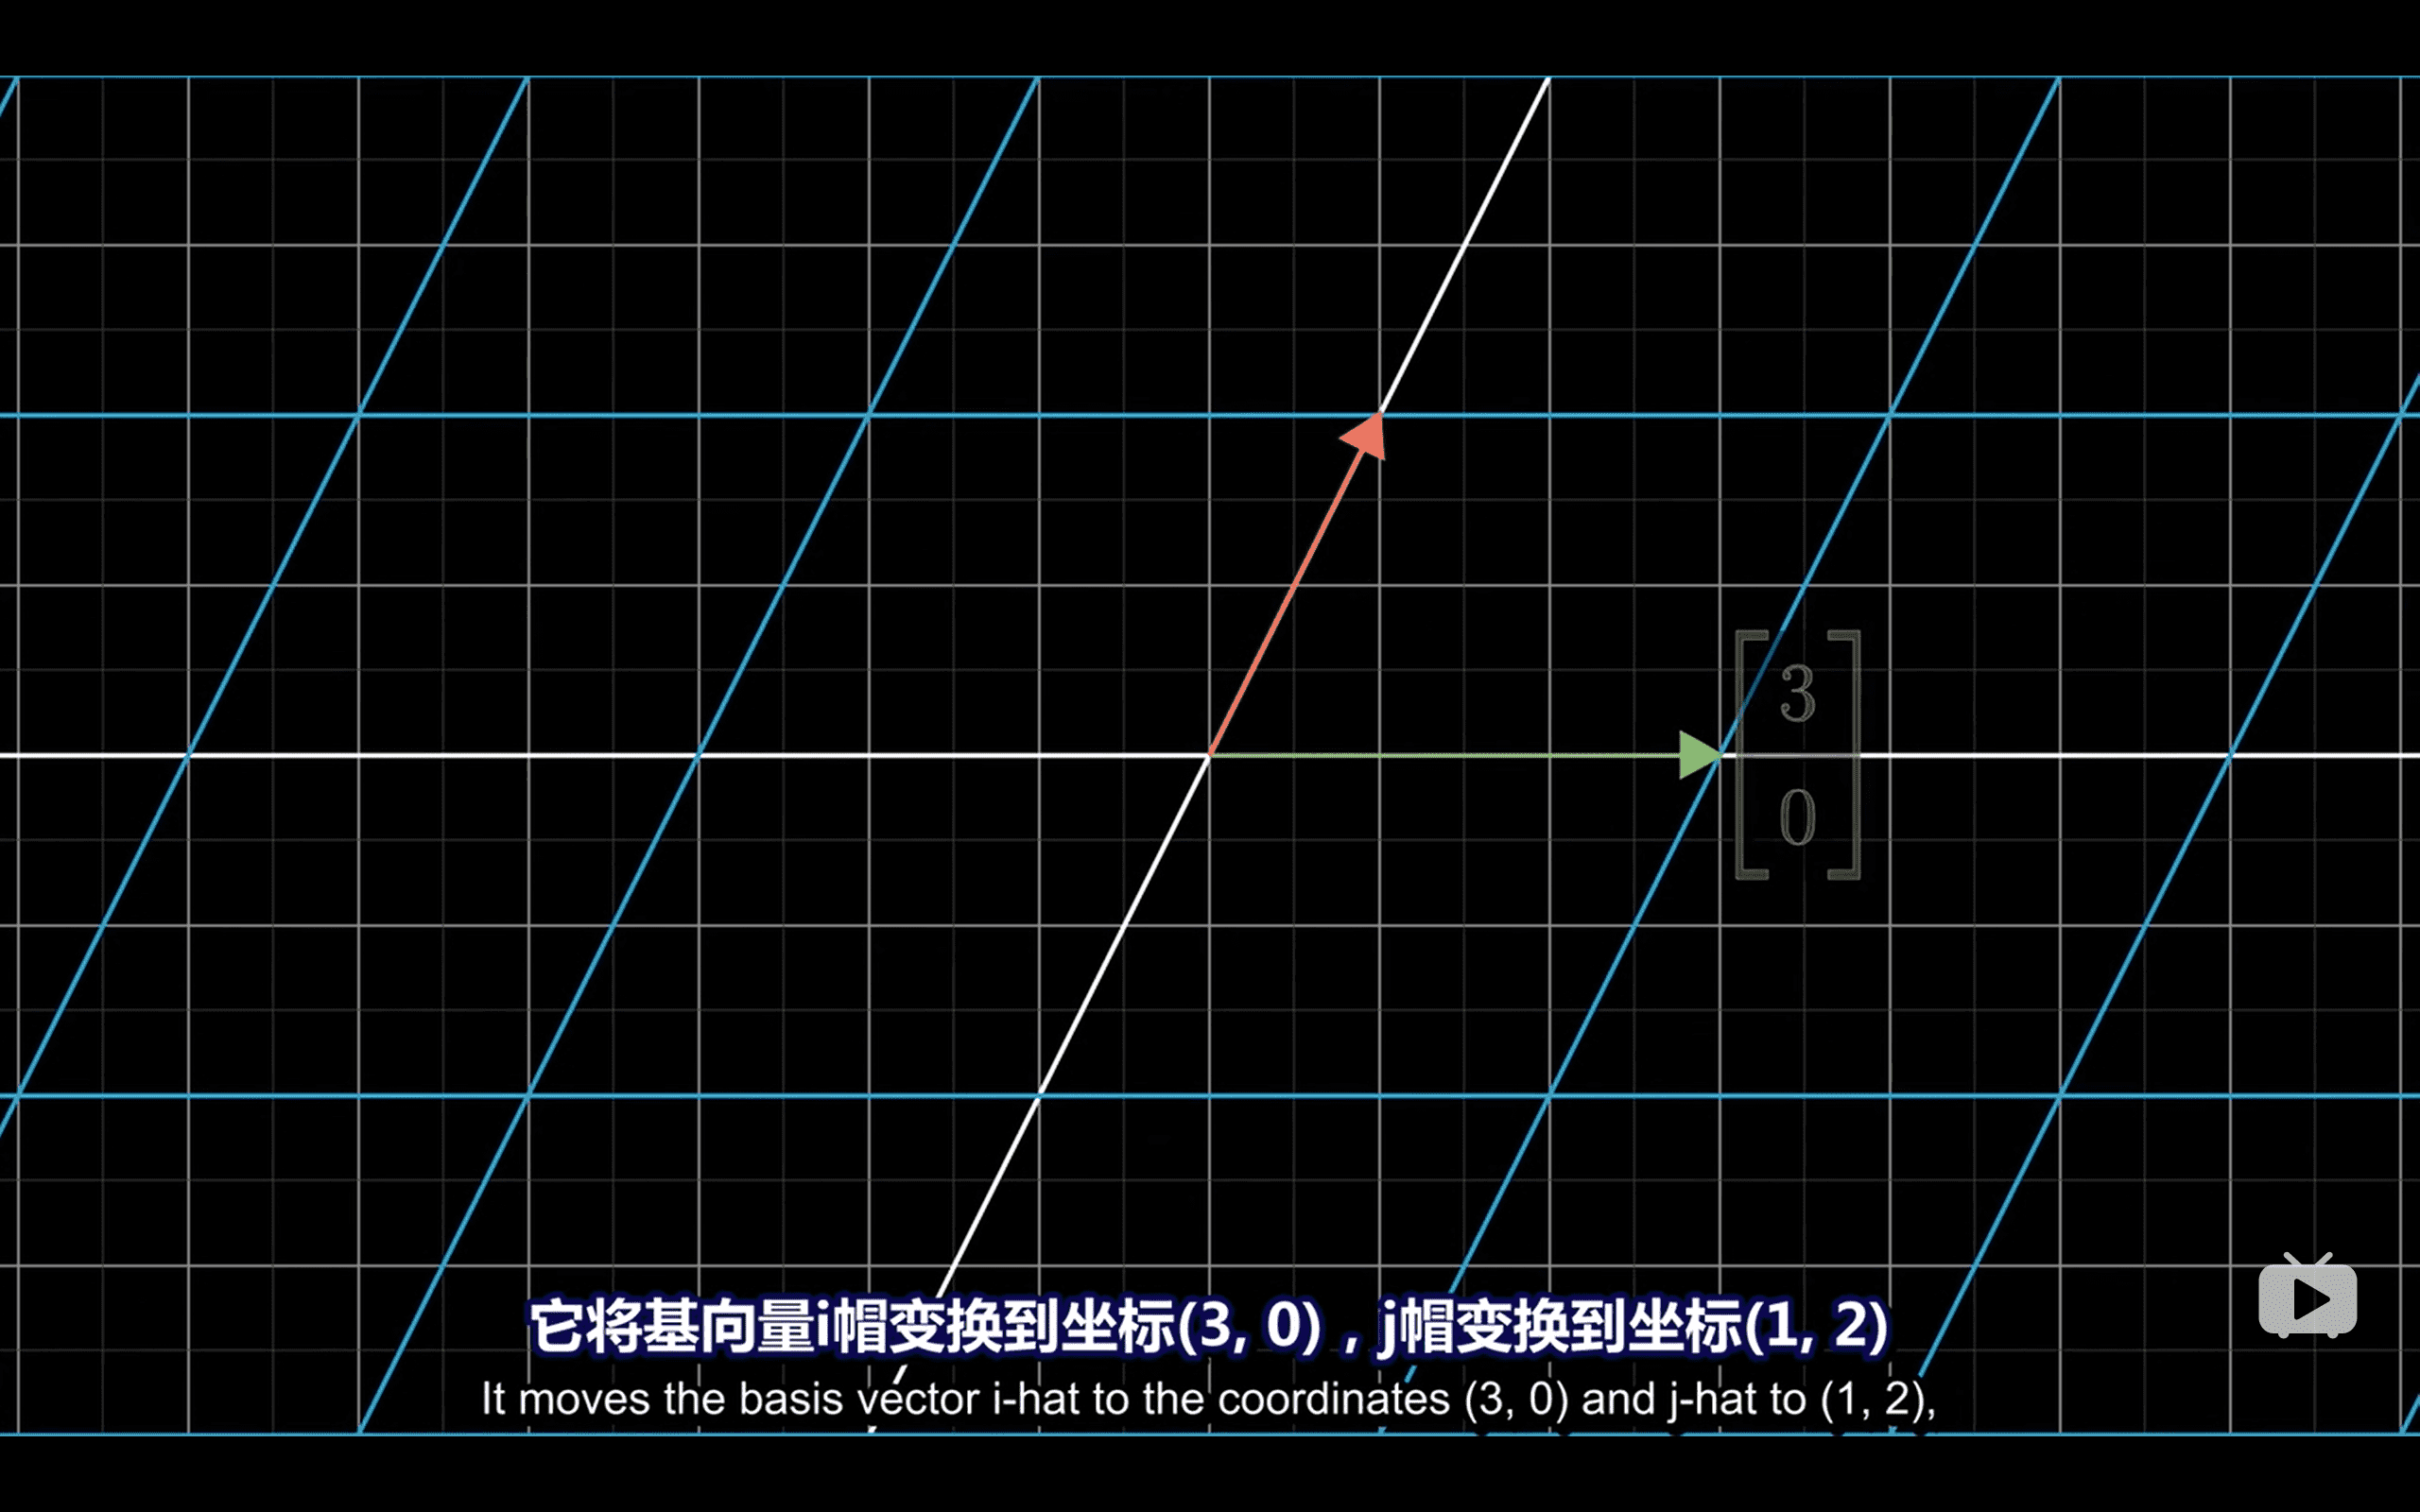 3
0
它将基向量i帽变换到坐标(3, 0)，j帽变换到坐标(1, 2)
It moves the basis vector i-hat to the coordinates (3, 0) and j-hat to (1, 2),